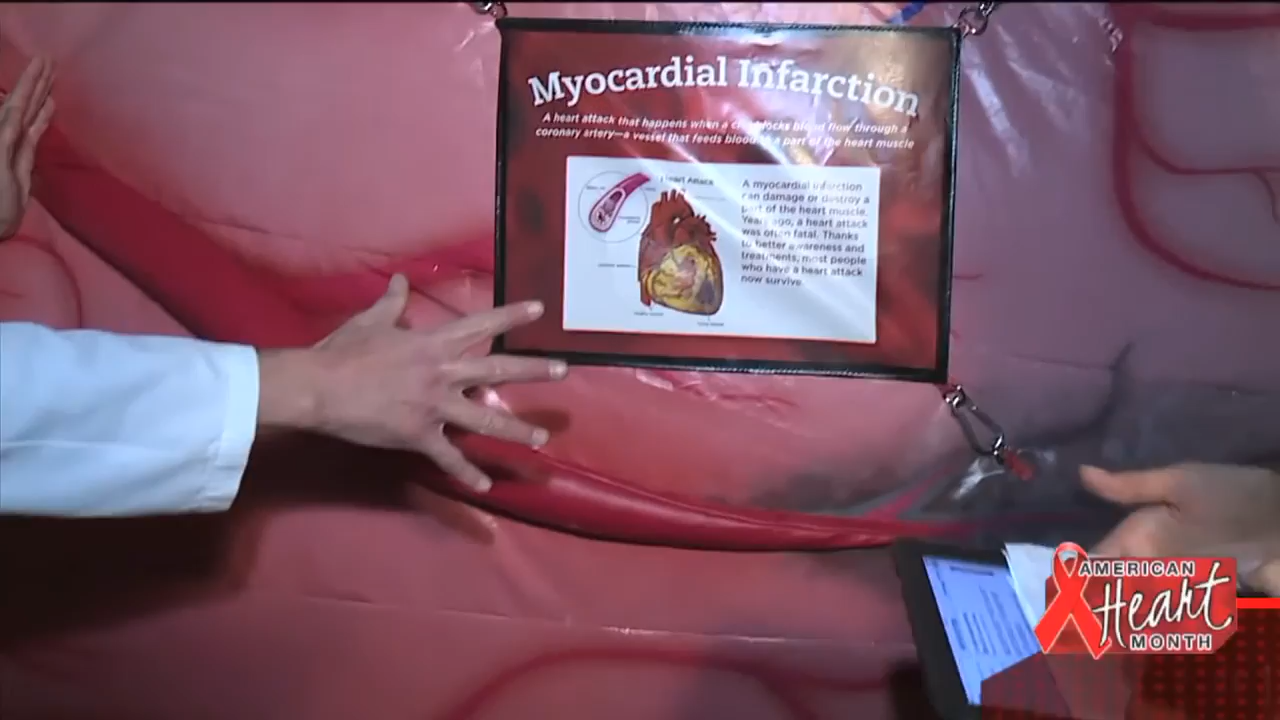 Myocardial Infarction
A heart attack that happens when a blocks blood flow through a
coronary artery—a vessel that feeds blood to a part of the heart muscle
Heart Attack
A myocardial infarction
can damage or destroy a
part of the heart muscle.
Years ago, a heart attack
was often fatal. Thanks
to better awareness and
treatments, most people
who have a heart attack
now survive.
AMERICAN
Heart
MONTH